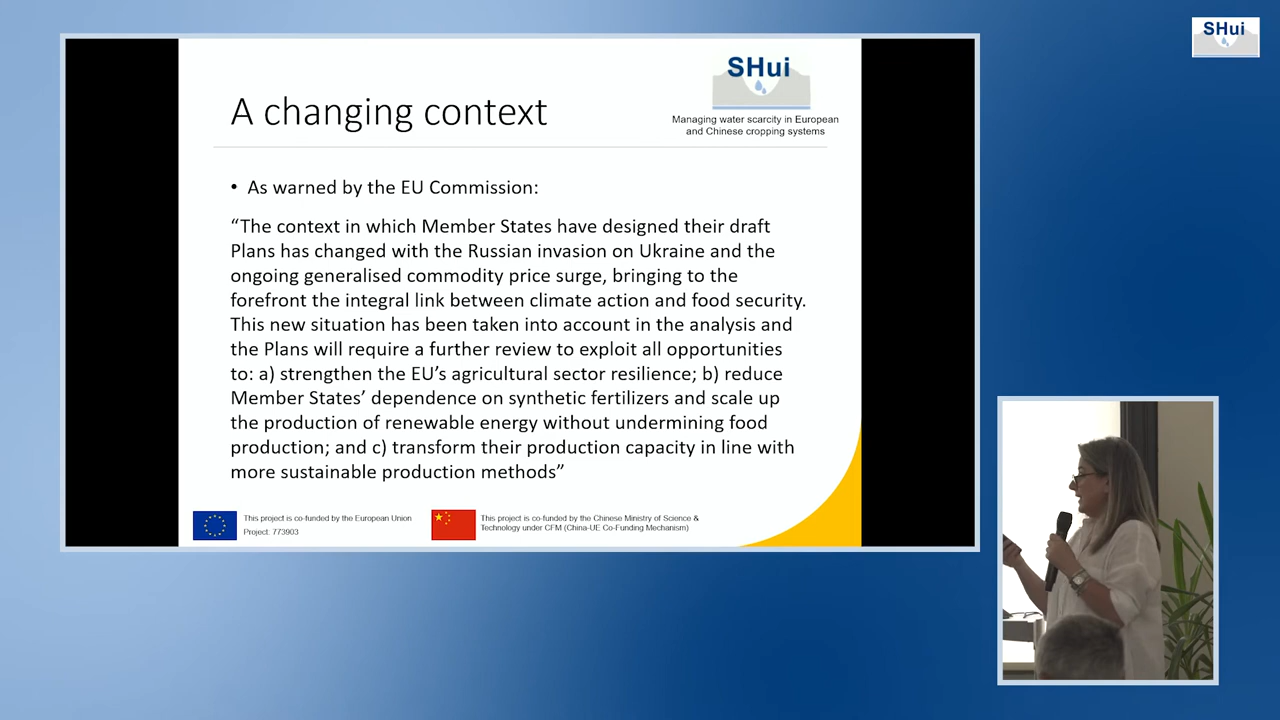 SHui
SHui
Managing water scarcity in European
and Chinese cropping systems
A changing context
• As warned by the EU Commission:
“The context in which Member States have designed their draft
Plans has changed with the Russian invasion on Ukraine and the
ongoing generalised commodity price surge, bringing to the
forefront the integral link between climate action and food security.
This new situation has been taken into account in the analysis and
the Plans will require a further review to exploit all opportunities
to: a) strengthen the EU’s agricultural sector resilience; b) reduce
Member States’ dependence on synthetic fertilizers and scale up
the production of renewable energy without undermining food
production; and c) transform their production capacity in line with
more sustainable production methods”
This project is co-funded by the European Union
Project: 773903
This project is co-funded by the Chinese Ministry of Science &
Technology under CFM (China-UE Co-Funding Mechanism)